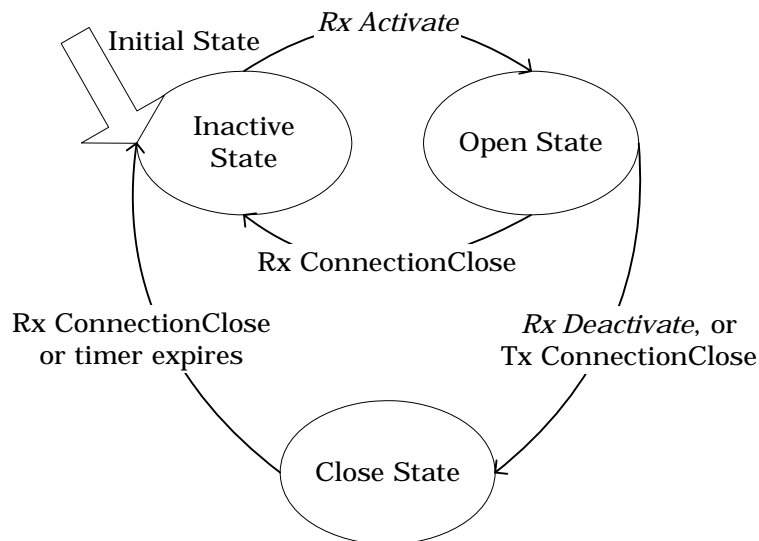 Initial State
Rx Activate
Inactive
State
Open State
Rx ConnectionClose
Rx ConnectionClose
or timer expires
Rx Deactivate, or
Tx ConnectionClose
Close State